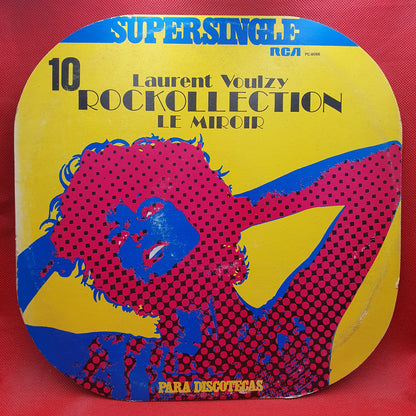 SUPERSINGLE
RCA
10
Laurent Voulzy
ROCKOLLECTION
LE MIROIR
PARA DISCOTECAS